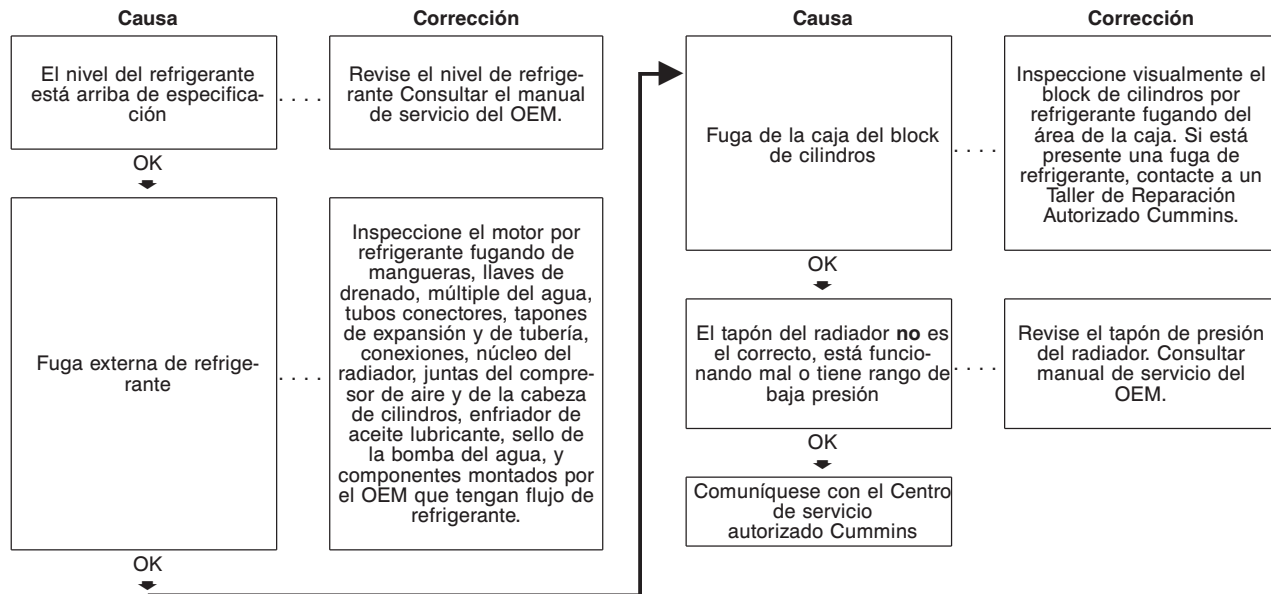 Causa
Corrección
El nivel del refrigerante
está arriba de especifica-
ción
. . . .
Revise el nivel de refrige-
rante Consultar el manual
de servicio del OEM.
OK
Fuga externa de refrige-
rante
. . . .
Inspeccione el motor por
refrigerante fugando de
mangueras, llaves de
drenado, múltiple del agua,
tubos conectores, tapones
de expansión y de tubería,
conexiones, núcleo del
radiador, juntas del compre-
sor de aire y de la cabeza
de cilindros, enfriador de
aceite lubricante, sello de
la bomba del agua, y
componentes montados por
el OEM que tengan flujo de
refrigerante.
OK
Causa
Corrección
Fuga de la caja del block
de cilindros
. . . .
Inspeccione visualmente el
block de cilindros por
refrigerante fugando del
área de la caja. Si está
presente una fuga de
refrigerante, contacte a un
Taller de Reparación
Autorizado Cummins.
OK
El tapón del radiador no es
el correcto, está funcio-
nando mal o tiene rango de
baja presión
. . . .
Revise el tapón de presión
del radiador. Consultar
manual de servicio del
OEM.
OK
Comuníquese con el Centro
de servicio
autorizado Cummins